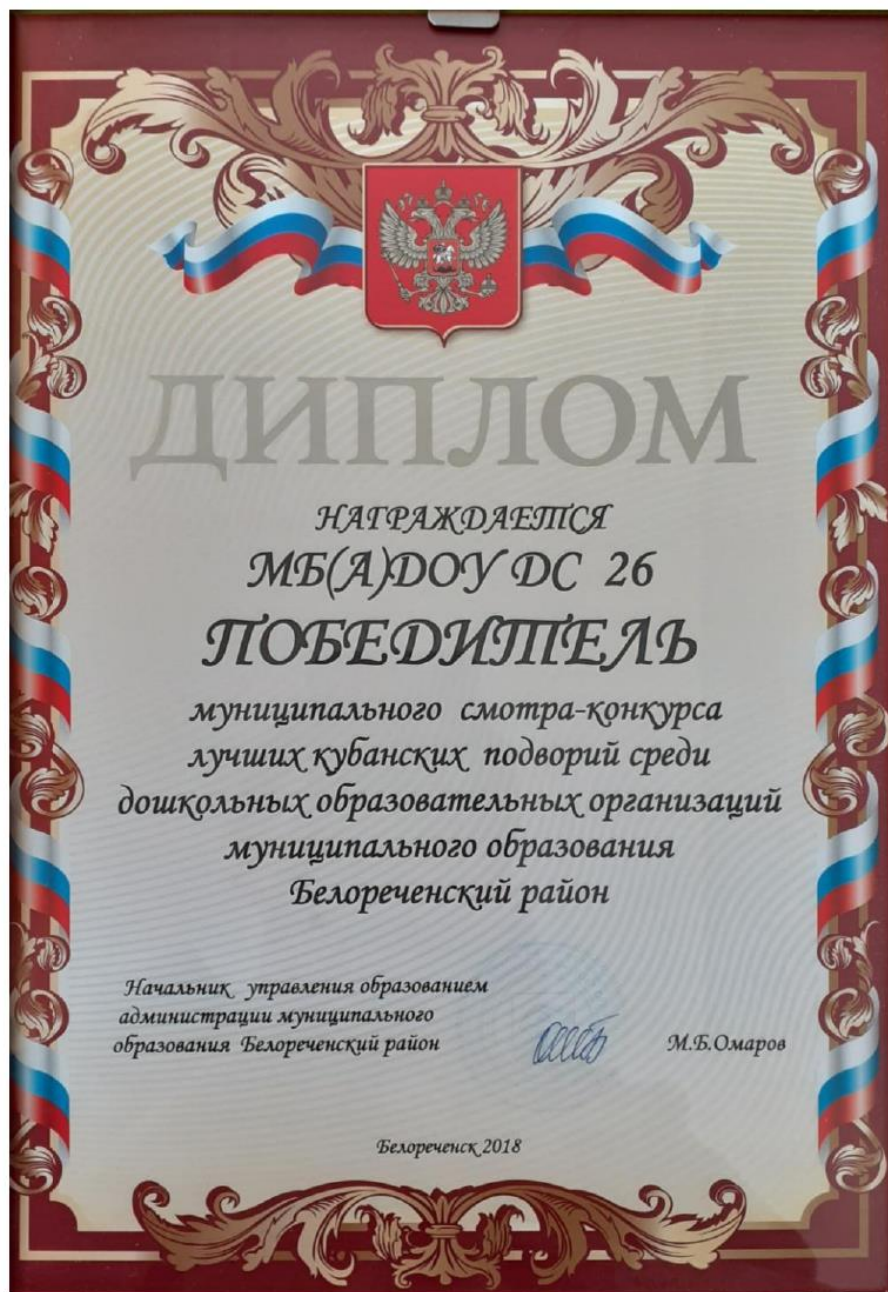 ДИПЛОМ
НАГРАЖДАЕТСЯ
МБ(А)ДОУ ДС 26
ПОБЕДИТЕЛЬ
муниципального смотра-конкурса
лучших кубанских подворий среди
дошкольных образовательных организаций
муниципального образования
Белореченский район
Начальник управления образованием
администрации муниципального
образования Белореченский район
М.Б.Омаров
Белореченск 2018